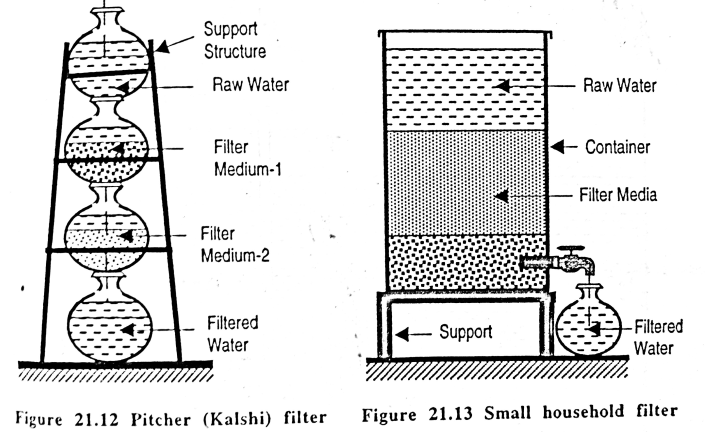 Support
Structure
Raw Water
Filter
Medium-1
Filter
Medium-2
Filtered
Water
Figure 21.12 Pitcher (Kalshi) filter
Raw Water
Container
Filter Media
Support
Filtered
Water
Figure 21.13 Small household filter